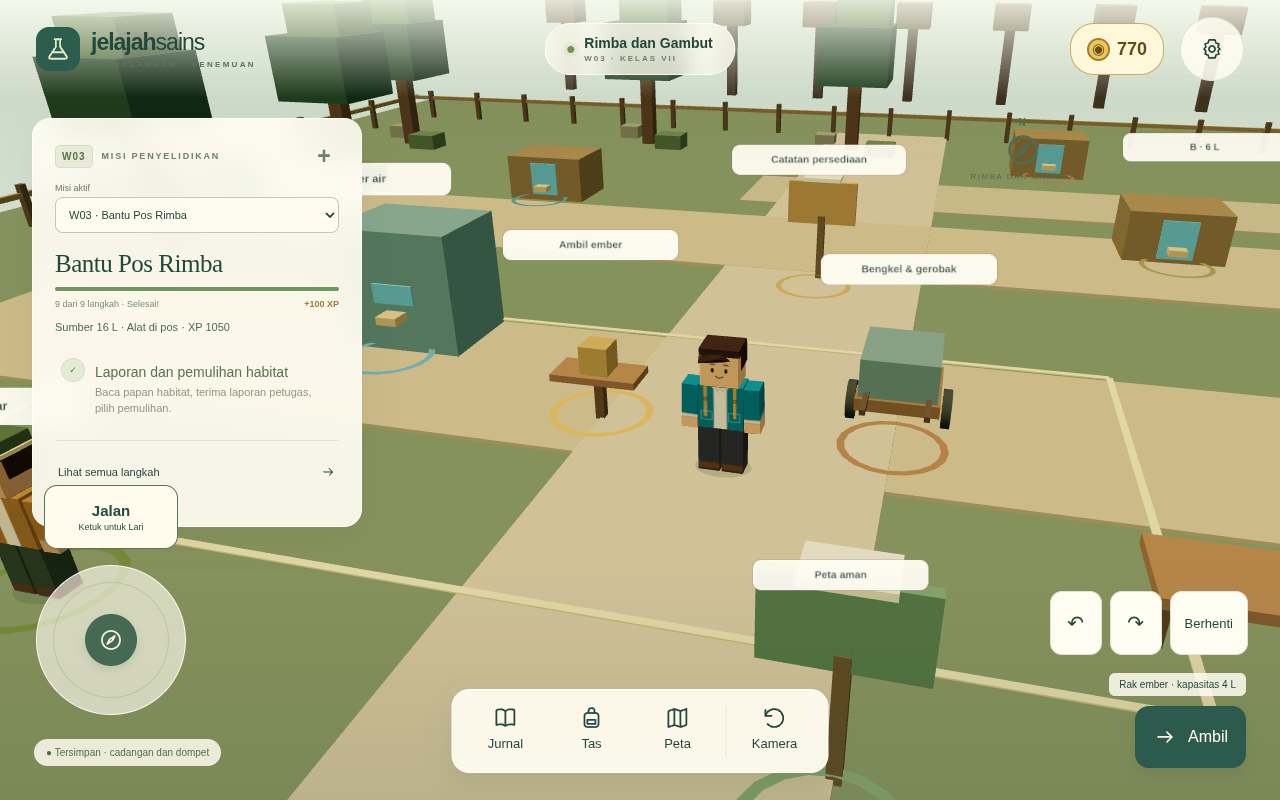 jelajahsains
PENEMUAN
Rimba dan Gambut
W03 · KELAS VII
770
W03
MISI PENYELIDIKAN
+
Misi aktif
W03 · Bantu Pos Rimba
Bantu Pos Rimba
9 dari 9 langkah · Selesai!
+100 XP
Sumber 16 L · Alat di pos · XP 1050
Laporan dan pemulihan habitat
Baca papan habitat, terima laporan petugas,
pilih pemulihan.
Lihat semua langkah
Jalan
Ketuk untuk Lari
er air
ar
Catatan persediaan
B · 6 L
N
Ambil ember
Bengkel & gerobak
Peta aman
Berhenti
Rak ember · kapasitas 4 L
Ambil
Jurnal
Tas
Peta
Kamera
Tersimpan · cadangan dan dompet